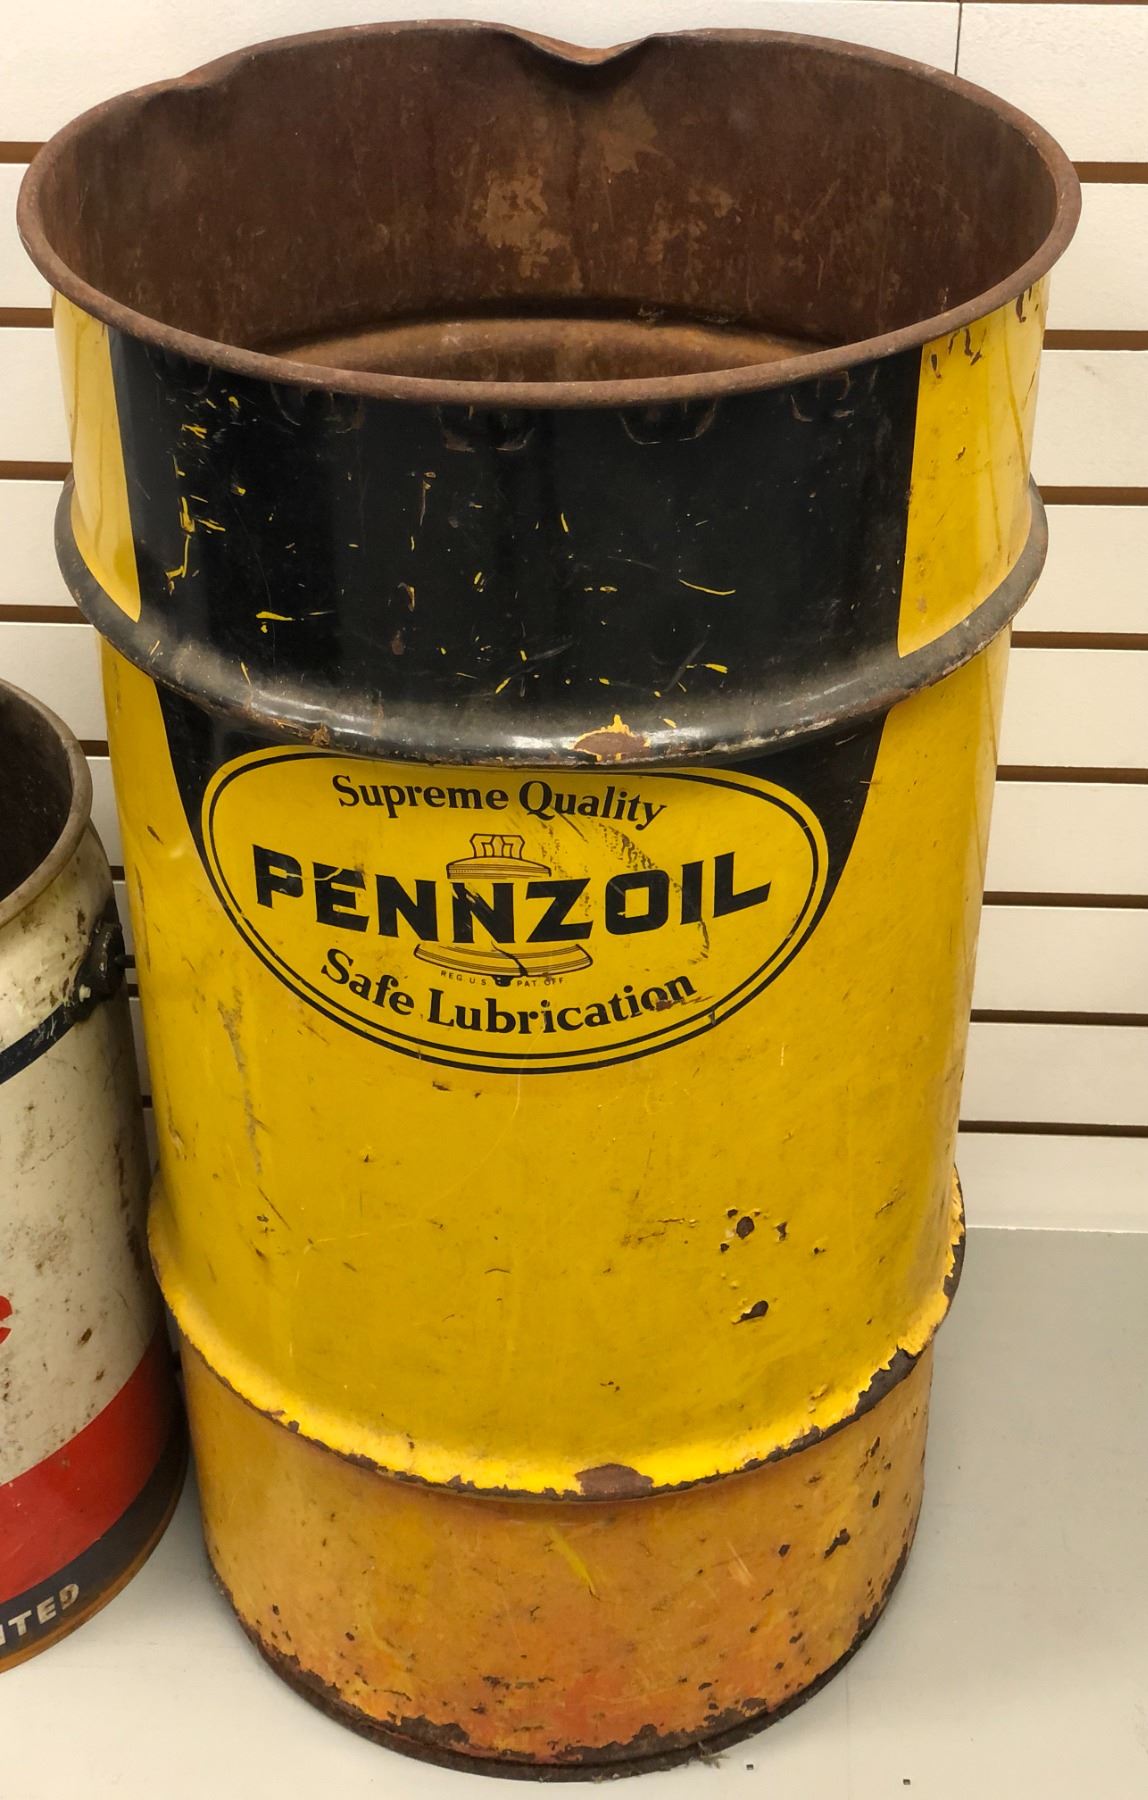 Supreme Quality
PENNZOIL
REG. U.S. PAT. OFF
Safe Lubrication